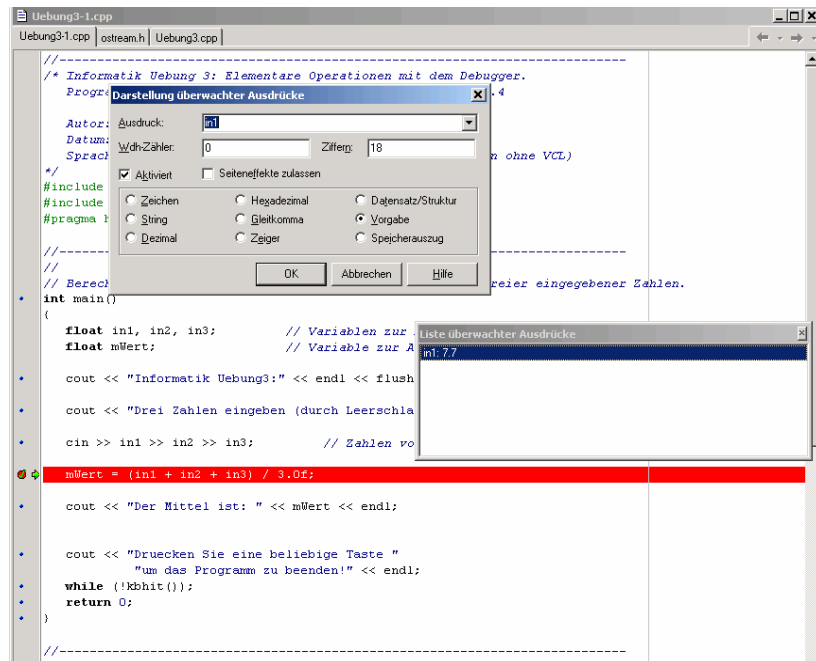 Uebung3-1.cpp
Uebung3-1.cpp ostream.h Uebung3.cpp
//--------------------------------------------------------------------------
/* Informatik Uebung 3: Elementare Operationen mit dem Debugger.
Progr .4
Autor:
Datum:
Sprach n ohne VCL)
*/
#include
#include
#pragma h
Darstellung überwachter Ausdrücke
Ausdruck: in1
Wdh-Zähler: 0 Ziffern: 18
Aktiviert Seiteneffekte zulassen
Zeichen Hexadezimal Datensatz/Struktur
String Gleitkomma Vorgabe
Dezimal Zeiger Speicherauszug
OK Abbrechen Hilfe
//--------------------------------------------------------------------------
//
// Berech reier eingegebener Zahlen.
int main()
{
float in1, in2, in3; // Variablen zur
float mWert; // Variable zur A
Liste überwachter Ausdrücke
in1: 7.7
cout << "Informatik Uebung3:" << endl << flush
cout << "Drei Zahlen eingeben (durch Leerschla
cin >> in1 >> in2 >> in3; // Zahlen vo
mWert = (in1 + in2 + in3) / 3.0f;
cout << "Der Mittel ist: " << mWert << endl;
cout << "Druecken Sie eine beliebige Taste "
"um das Programm zu beenden!" << endl;
while (!kbhit());
return 0;
}
//--------------------------------------------------------------------------